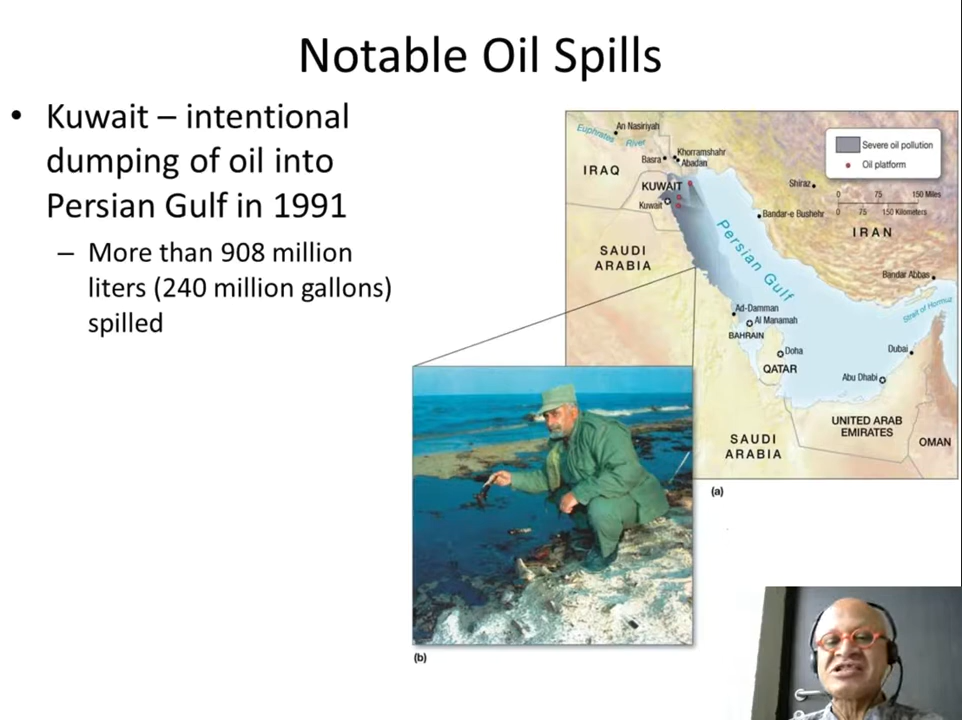 Notable Oil Spills
• Kuwait – intentional
dumping of oil into
Persian Gulf in 1991
– More than 908 million
liters (240 million gallons)
spilled
An Nasiriyah
Euphrates River
Khorramshahr
Basra
Abadan
IRAQ
KUWAIT
Kuwait
Severe oil pollution
Oil platform
Shiraz
0 75 150 Miles
0 75 150 Kilometers
Bandar-e Bushehr
IRAN
Persian Gulf
SAUDI
ARABIA
Bandar Abbas
Strait of Hormuz
Ad-Damman
Al Manamah
BAHRAIN
Doha
QATAR
Dubai
Abu Dhabi
UNITED ARAB
EMIRATES
OMAN
SAUDI
ARABIA
(a)
(b)